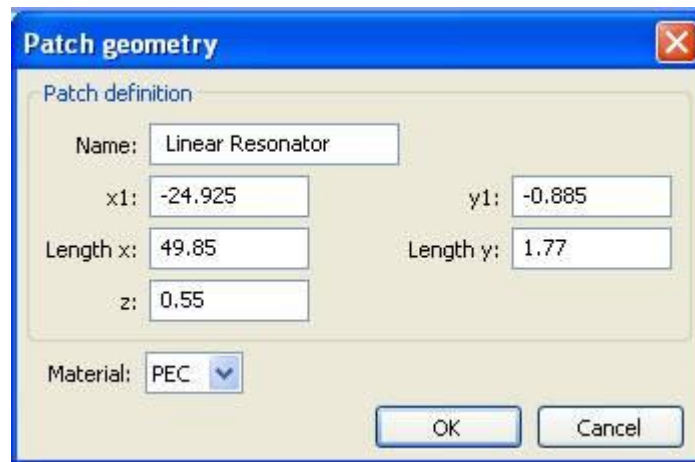 Patch geometry
Patch definition
Name: Linear Resonator
x1: -24.925 y1: -0.885
Length x: 49.85 Length y: 1.77
z: 0.55
Material: PEC
OK Cancel